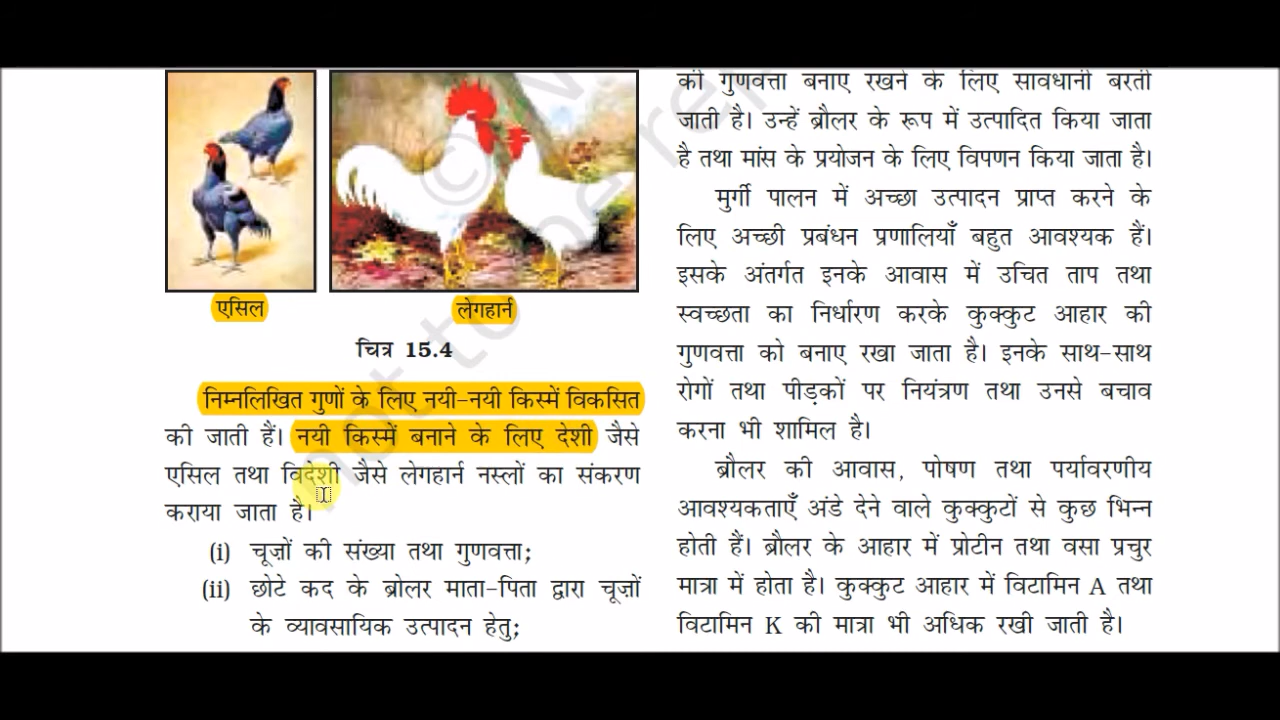 एसिल
लेगहार्न
चित्र 15.4
निम्नलिखित गुणों के लिए नयी-नयी किस्में विकसित
की जाती हैं। नयी किस्में बनाने के लिए देशी जैसे
एसिल तथा विदेशी जैसे लेगहार्न नस्लों का संकरण
कराया जाता है।
(i) चूज़ों की संख्या तथा गुणवत्ता;
(ii) छोटे कद के ब्रोलर माता-पिता द्वारा चूज़ों
के व्यावसायिक उत्पादन हेतु;
की गुणवत्ता बनाए रखने के लिए सावधानी बरती
जाती है। उन्हें ब्रौलर के रूप में उत्पादित किया जाता
है तथा मांस के प्रयोजन के लिए विपणन किया जाता है।
मुर्गी पालन में अच्छा उत्पादन प्राप्त करने के
लिए अच्छी प्रबंधन प्रणालियाँ बहुत आवश्यक हैं।
इसके अंतर्गत इनके आवास में उचित ताप तथा
स्वच्छता का निर्धारण करके कुक्कुट आहार की
गुणवत्ता को बनाए रखा जाता है। इनके साथ-साथ
रोगों तथा पीड़कों पर नियंत्रण तथा उनसे बचाव
करना भी शामिल है।
ब्रौलर की आवास, पोषण तथा पर्यावरणीय
आवश्यकताएँ अंडे देने वाले कुक्कुटों से कुछ भिन्न
होती हैं। ब्रौलर के आहार में प्रोटीन तथा वसा प्रचुर
मात्रा में होता है। कुक्कुट आहार में विटामिन A तथा
विटामिन K की मात्रा भी अधिक रखी जाती है।
not to be re